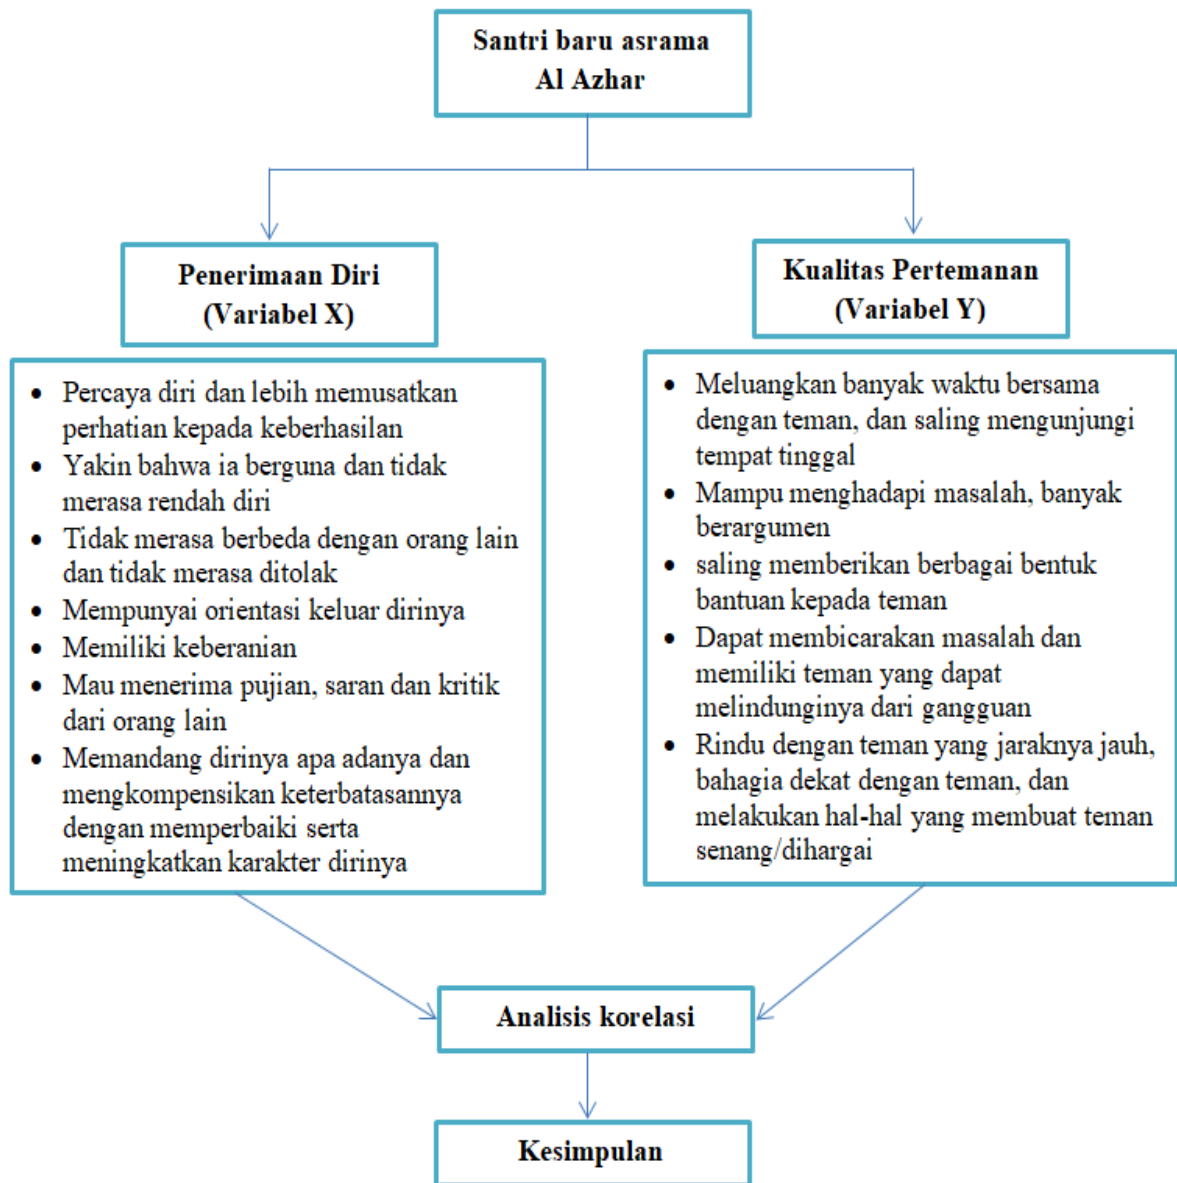 Santri baru asrama
Al Azhar
Penerimaan Diri
(Variabel X)
Kualitas Pertemanan
(Variabel Y)
• Percaya diri dan lebih memusatkan
perhatian kepada keberhasilan
• Yakin bahwa ia berguna dan tidak
merasa rendah diri
• Tidak merasa berbeda dengan orang lain
dan tidak merasa ditolak
• Mempunyai orientasi keluar dirinya
• Memiliki keberanian
• Mau menerima pujian, saran dan kritik
dari orang lain
• Memandang dirinya apa adanya dan
mengkompensikan keterbatasannya
dengan memperbaiki serta
meningkatkan karakter dirinya
• Meluangkan banyak waktu bersama
dengan teman, dan saling mengunjungi
tempat tinggal
• Mampu menghadapi masalah, banyak
berargumen
• saling memberikan berbagai bentuk
bantuan kepada teman
• Dapat membicarakan masalah dan
memiliki teman yang dapat
melindunginya dari gangguan
• Rindu dengan teman yang jaraknya jauh,
bahagia dekat dengan teman, dan
melakukan hal-hal yang membuat teman
senang/dihargai
Analisis korelasi
Kesimpulan